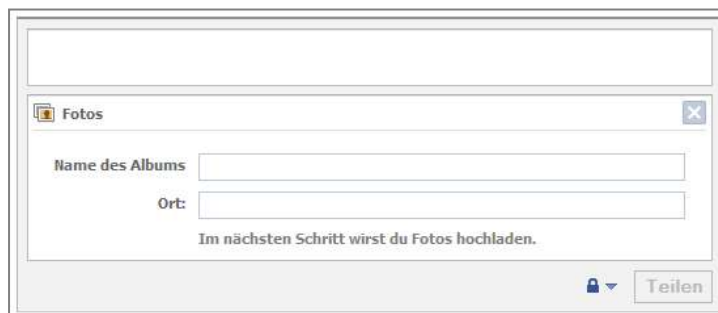 Fotos
Name des Albums
Ort:
Im nächsten Schritt wirst du Fotos hochladen.
Teilen